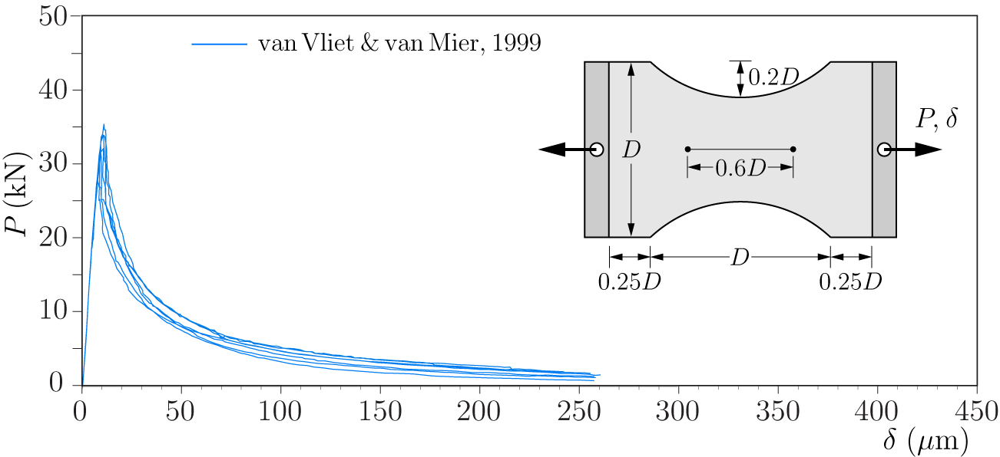 50
40
30
20
10
0
P (kN)
van Vliet & van Mier, 1999
0.2D
P, δ
D
0.6D
D
0.25D
0.25D
0 50 100 150 200 250 300 350 400 450
δ (μm)